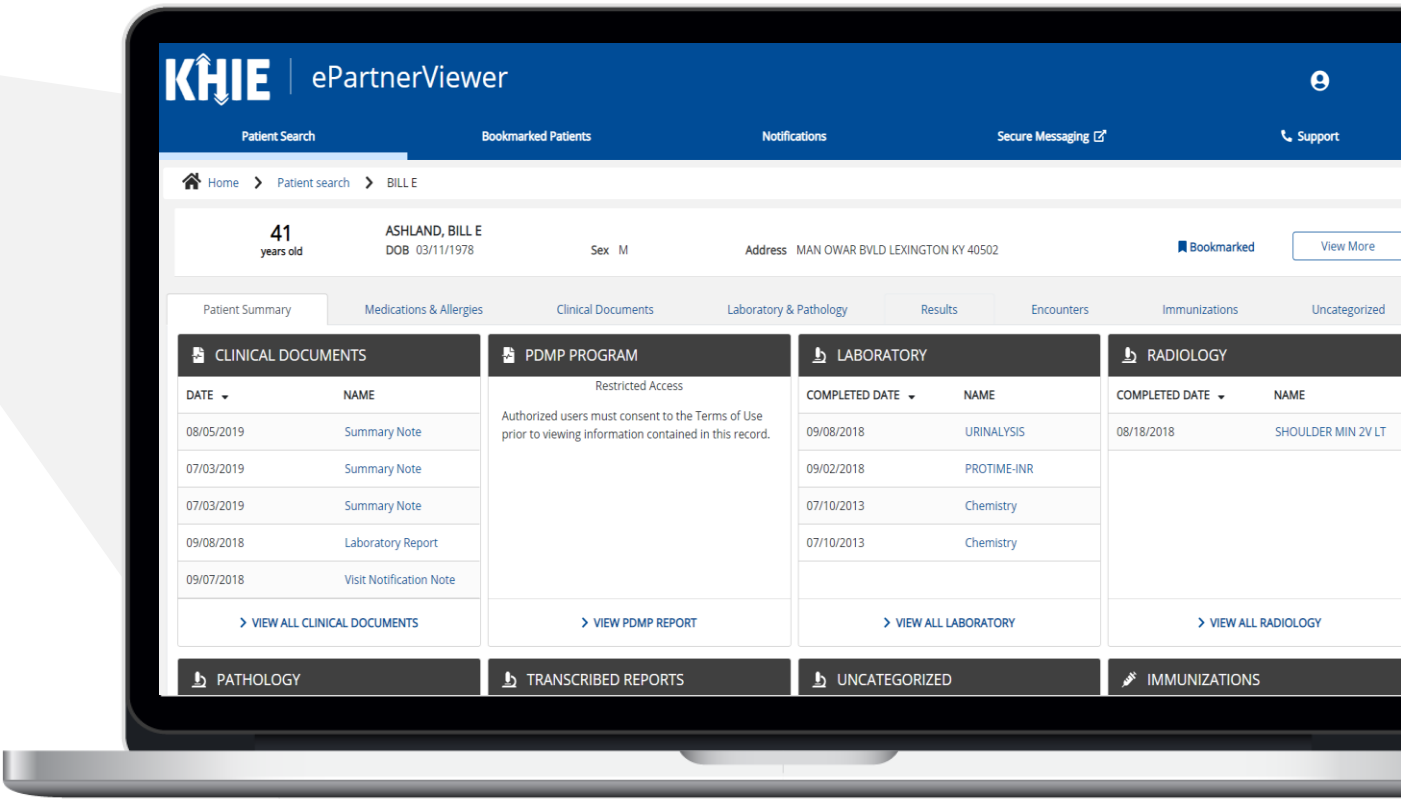 KHIE ePartnerViewer
Patient Search Bookmarked Patients Notifications Secure Messaging Support
Home Patient search BILL E
41 years old
ASHLAND, BILL E
DOB 03/11/1978 Sex M Address MAN OWAR BVLD LEXINGTON KY 40502 Bookmarked View More
Patient Summary Medications & Allergies Clinical Documents Laboratory & Pathology Results Encounters Immunizations Uncategorized
CLINICAL DOCUMENTS
DATE NAME
08/05/2019 Summary Note
07/03/2019 Summary Note
07/03/2019 Summary Note
09/08/2018 Laboratory Report
09/07/2018 Visit Notification Note
VIEW ALL CLINICAL DOCUMENTS
PDMP PROGRAM
Restricted Access
Authorized users must consent to the Terms of Use
prior to viewing information contained in this record.
VIEW PDMP REPORT
LABORATORY
COMPLETED DATE NAME
09/08/2018 URINALYSIS
09/02/2018 PROTIME-INR
07/10/2013 Chemistry
07/10/2013 Chemistry
VIEW ALL LABORATORY
RADIOLOGY
COMPLETED DATE NAME
08/18/2018 SHOULDER MIN 2V LT
VIEW ALL RADIOLOGY
PATHOLOGY
TRANSCRIBED REPORTS
UNCATEGORIZED
IMMUNIZATIONS